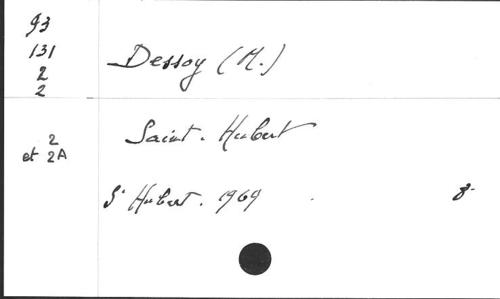 93
131
2
2
Dessoy (M.)
2
et 2A
Saint-Hubert
St Hubert. 1969
8-